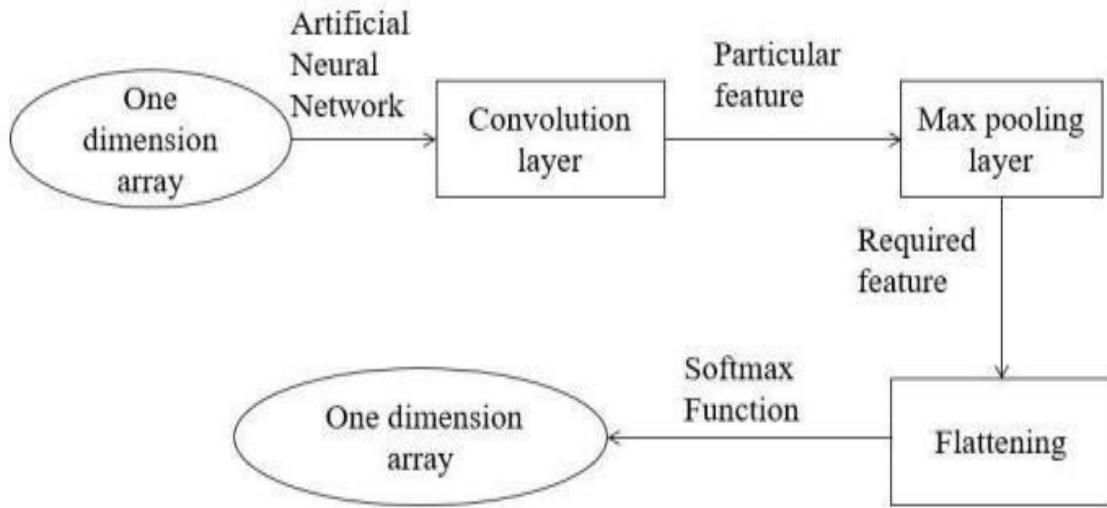 One
dimension
array
Artificial
Neural
Network
Convolution
layer
Particular
feature
Max pooling
layer
Required
feature
Flattening
Softmax
Function
One dimension
array